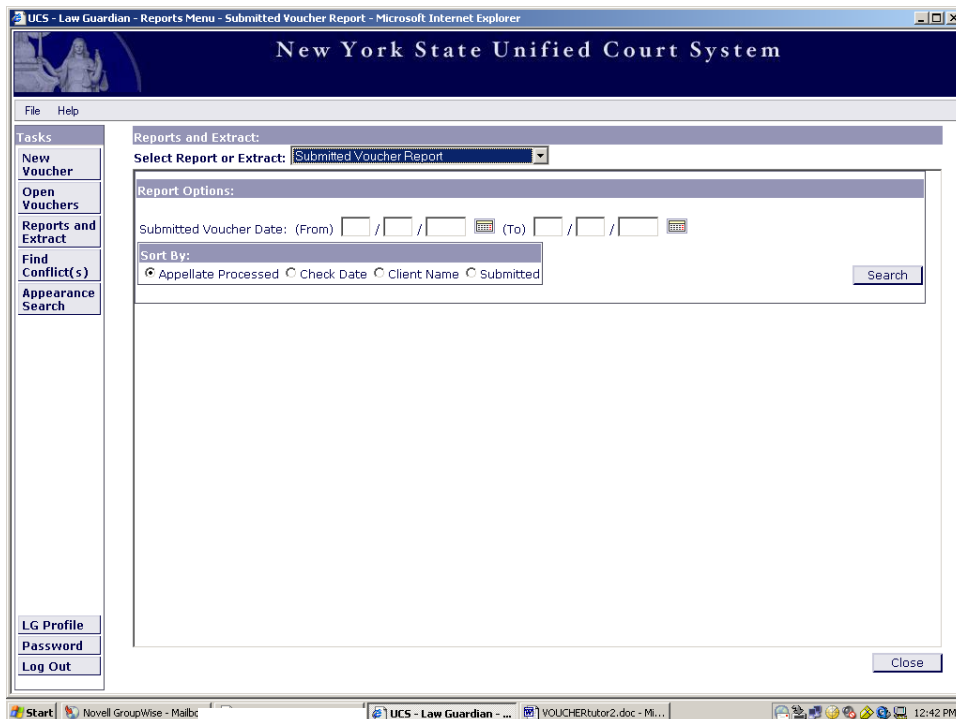 UCS - Law Guardian - Reports Menu - Submitted Voucher Report - Microsoft Internet Explorer
New York State Unified Court System
File Help
Tasks
New Voucher
Open Vouchers
Reports and Extract
Find Conflict(s)
Appearance Search
LG Profile
Password
Log Out
Reports and Extract:
Select Report or Extract: Submitted Voucher Report
Report Options:
Submitted Voucher Date: (From) / / (To) / /
Sort By:
Appellate Processed Check Date Client Name Submitted
Search
Close
Start Novell GroupWise - Mailbo UCS - Law Guardian - ... VOUCHERtutor2.doc - Mi... 12:42 PM